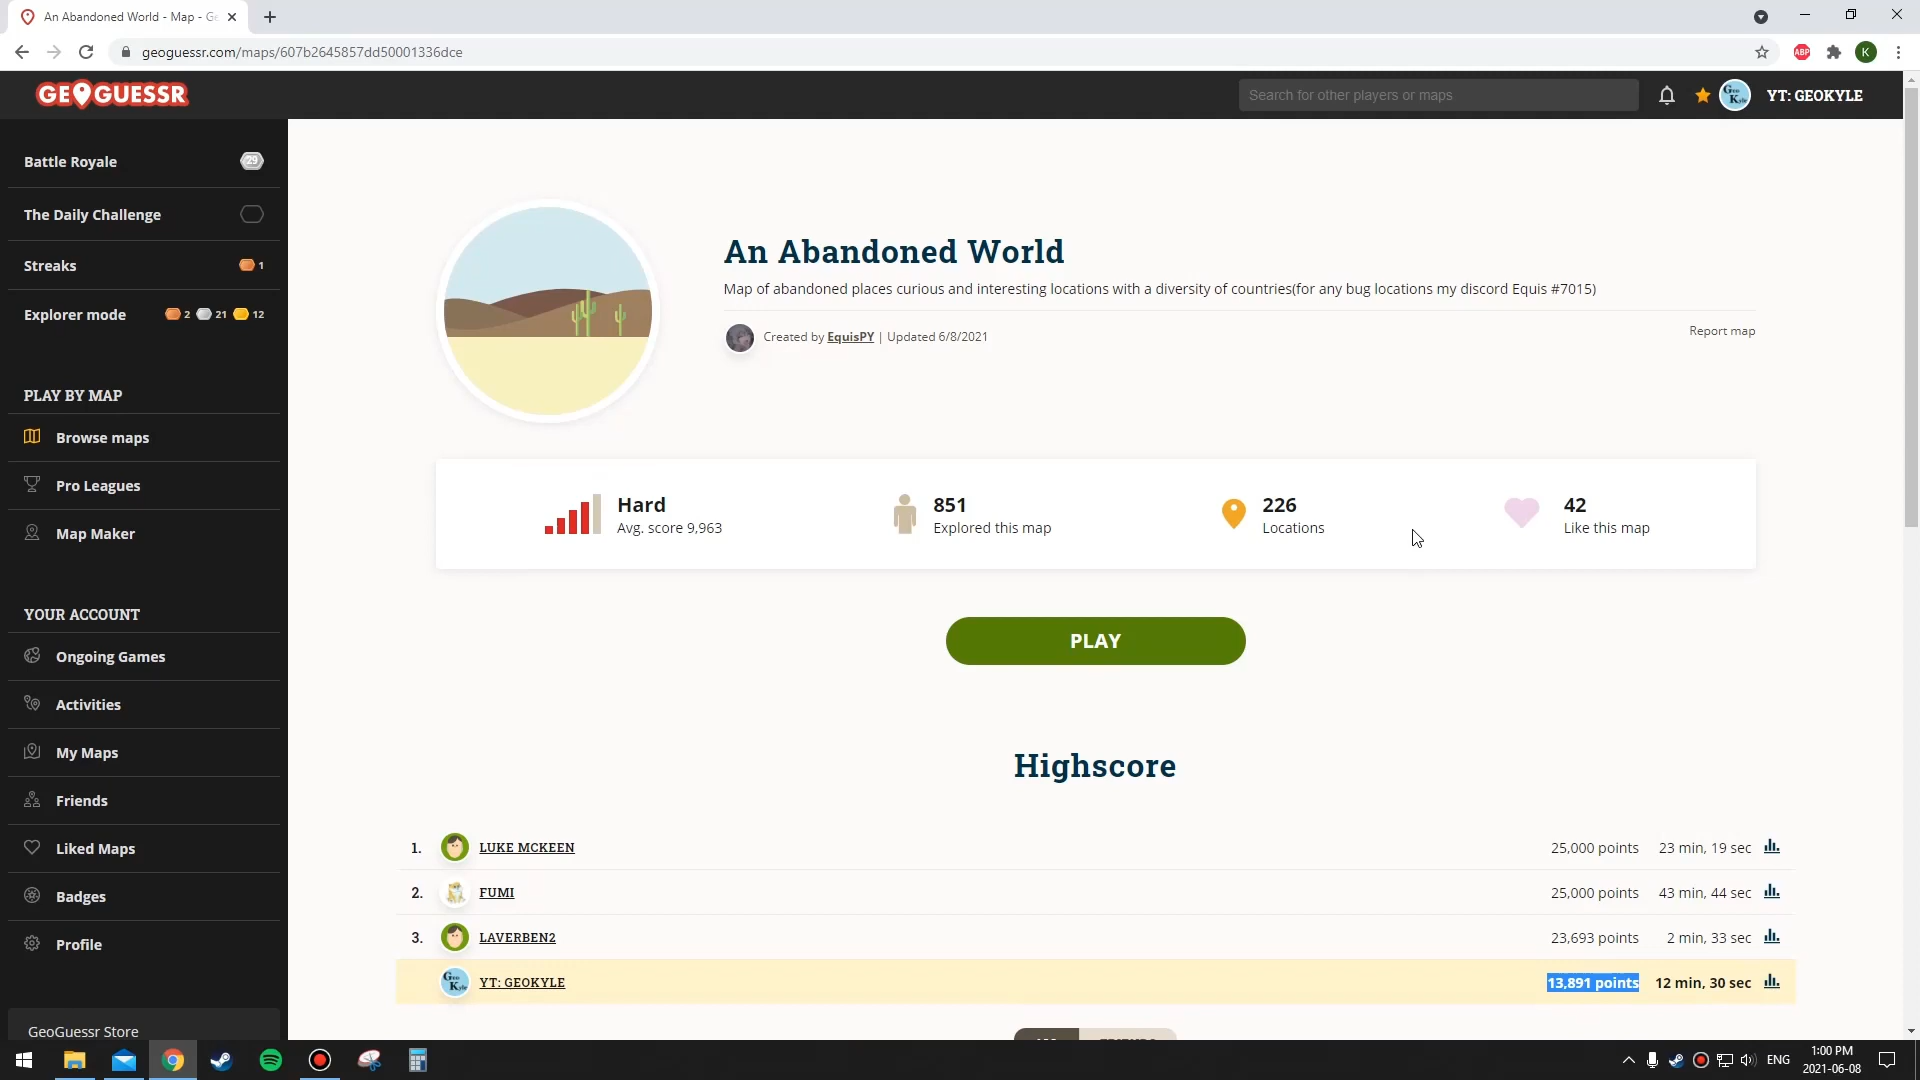 An Abandoned World - Map - Ge
geoguessr.com/maps/607b2645857dd50001336dce
ABP
K
GEOGUESSR
Search for other players or maps
Geo Kyle
YT: GEOKYLE
Battle Royale
29
The Daily Challenge
Streaks
1
Explorer mode
2
21
12
PLAY BY MAP
Browse maps
Pro Leagues
Map Maker
YOUR ACCOUNT
Ongoing Games
Activities
My Maps
Friends
Liked Maps
Badges
Profile
GeoGuessr Store
An Abandoned World
Map of abandoned places curious and interesting locations with a diversity of countries(for any bug locations my discord Equis #7015)
Created by EquisPY | Updated 6/8/2021
Report map
Hard
Avg. score 9,963
851
Explored this map
226
Locations
42
Like this map
PLAY
Highscore
1. LUKE MCKEEN 25,000 points 23 min, 19 sec
2. FUMI 25,000 points 43 min, 44 sec
3. LAVERBEN2 23,693 points 2 min, 33 sec
Geo Kyle YT: GEOKYLE 13,891 points 12 min, 30 sec
ENG
1:00 PM
2021-06-08